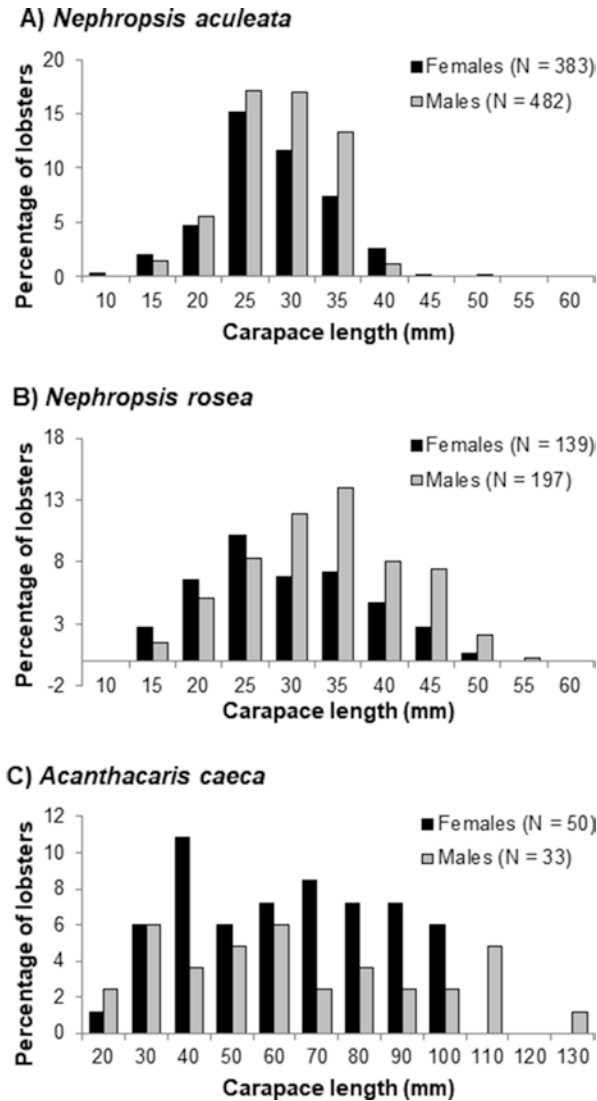 A) Nephropsis aculeata
Females (N = 383)
Males (N = 482)
Percentage of lobsters
20
15
10
5
0
10 15 20 25 30 35 40 45 50 55 60
Carapace length (mm)
B) Nephropsis rosea
Females (N = 139)
Males (N = 197)
Percentage of lobsters
18
13
8
3
-2
10 15 20 25 30 35 40 45 50 55 60
Carapace length (mm)
C) Acanthacaris caeca
Females (N = 50)
Males (N = 33)
Percentage of lobsters
12
10
8
6
4
2
0
20 30 40 50 60 70 80 90 100 110 120 130
Carapace length (mm)